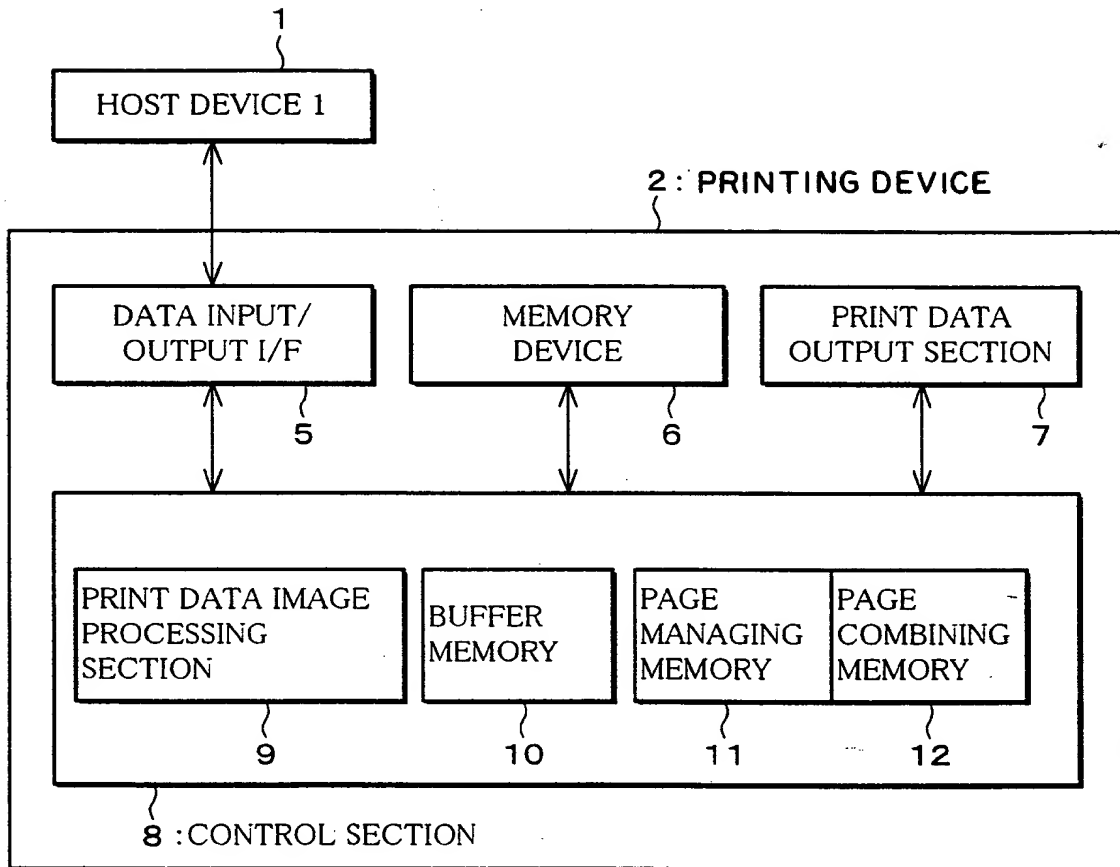 1
HOST DEVICE 1
2 : PRINTING DEVICE
DATA INPUT/
OUTPUT I/F
5
MEMORY
DEVICE
6
PRINT DATA
OUTPUT SECTION
7
PRINT DATA IMAGE
PROCESSING
SECTION
9
BUFFER
MEMORY
10
PAGE
MANAGING
MEMORY
11
PAGE
COMBINING
MEMORY
12
8 : CONTROL SECTION